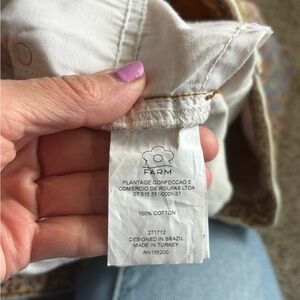 FARM
PLANTAGE CONFECCAO E
COMERCIO DE ROUPAS LTDA
07.516.551/0001-37
100% COTTON
271712
DESIGNED IN BRAZIL
MADE IN TURKEY
RN155200